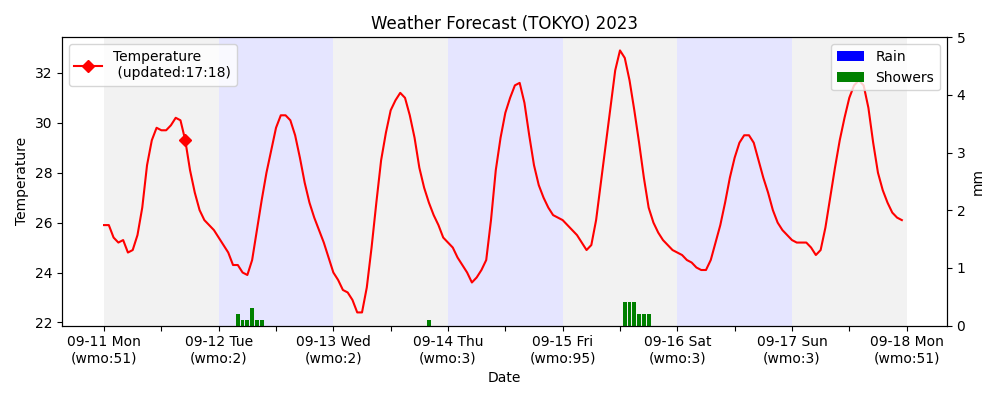 Weather Forecast (TOKYO) 2023
Temperature
(updated:17:18)
Rain
Showers
32
30
28
26
24
22
Temperature
5
4
3
2
1
0
mm
09-11 Mon
(wmo:51)
09-12 Tue
(wmo:2)
09-13 Wed
(wmo:2)
09-14 Thu
(wmo:3)
09-15 Fri
(wmo:95)
09-16 Sat
(wmo:3)
09-17 Sun
(wmo:3)
09-18 Mon
(wmo:51)
Date